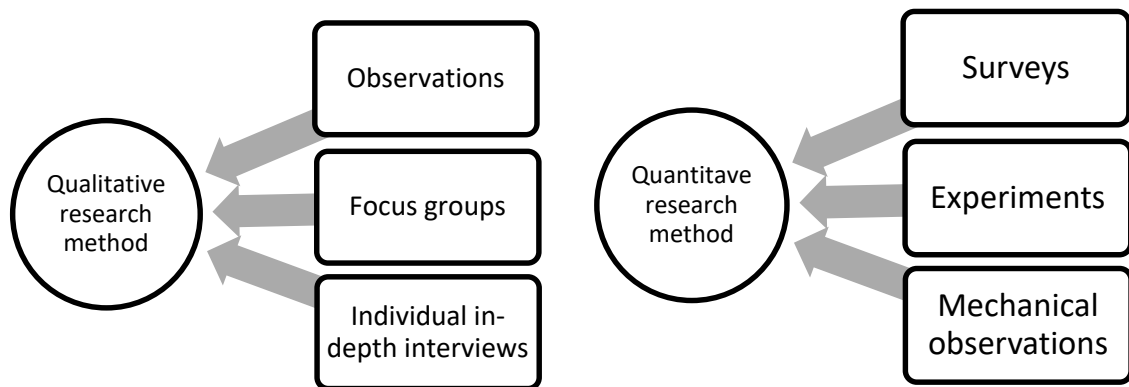 Observations
Qualitative
research
method
Focus groups
Individual in-
depth interviews
Surveys
Quantitave
research
method
Experiments
Mechanical
observations